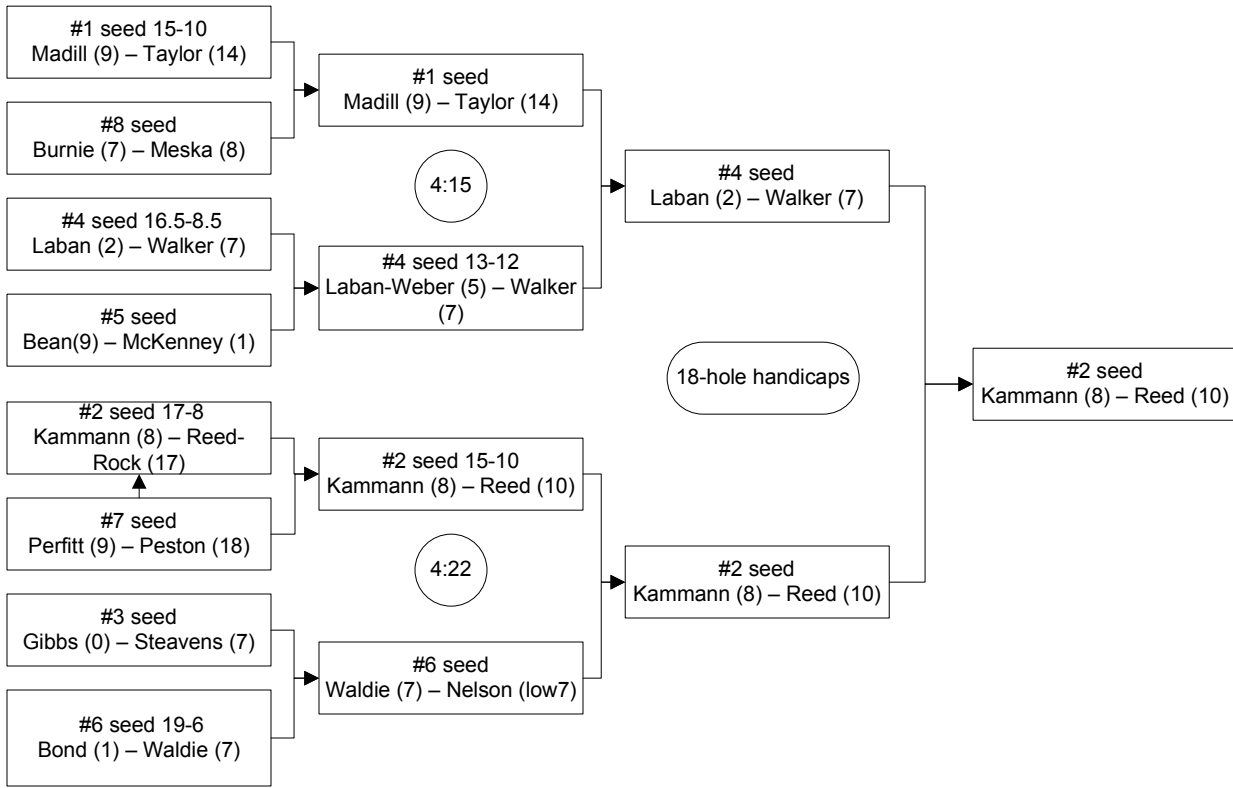 #1 seed 15-10
Madill (9) – Taylor (14)
#8 seed
Burnie (7) – Meska (8)
#4 seed 16.5-8.5
Laban (2) – Walker (7)
#5 seed
Bean(9) – McKenney (1)
#2 seed 17-8
Kammann (8) – Reed-
Rock (17)
#7 seed
Perfitt (9) – Peston (18)
#3 seed
Gibbs (0) – Steavens (7)
#6 seed 19-6
Bond (1) – Waldie (7)
#1 seed
Madill (9) – Taylor (14)
4:15
#4 seed 13-12
Laban-Weber (5) – Walker
(7)
#2 seed 15-10
Kammann (8) – Reed (10)
4:22
#6 seed
Waldie (7) – Nelson (low7)
#4 seed
Laban (2) – Walker (7)
18-hole handicaps
#2 seed
Kammann (8) – Reed (10)
#2 seed
Kammann (8) – Reed (10)